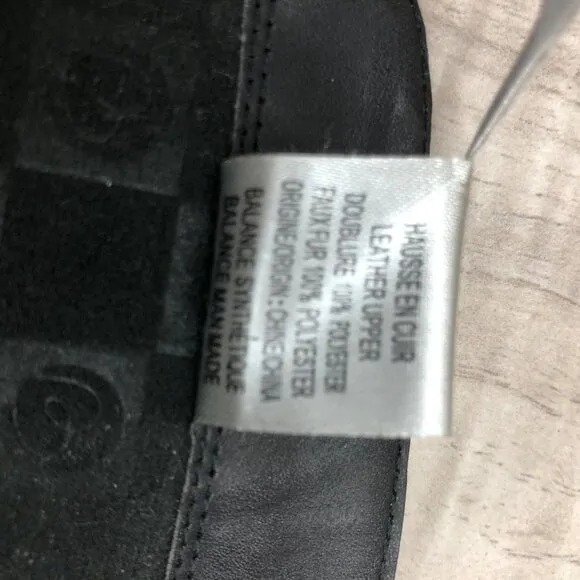 HAUSSE EN CUIR
LEATHER UPPER
DOUBLURE 100% POLYESTER
FAUX FUR 100% POLYESTER
ORIGINE/ORIGIN : CHINE/CHINA
BALANCE SYNTHETIQUE
BALANCE MAN MADE